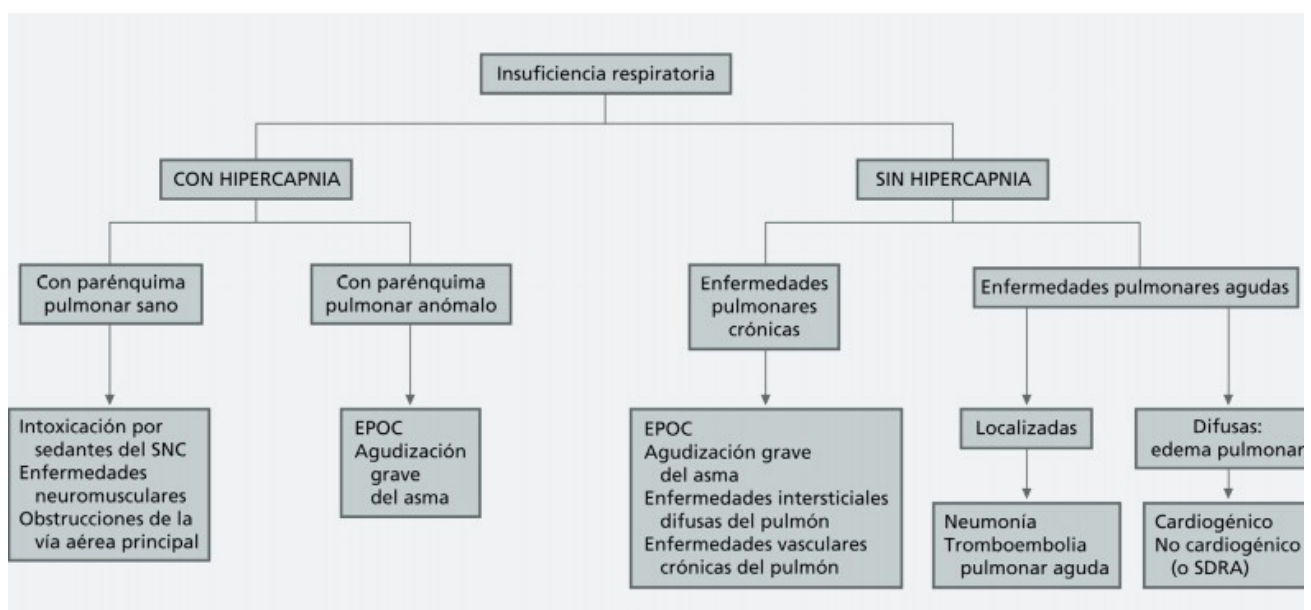 Insuficiencia respiratoria
CON HIPERCAPNIA
SIN HIPERCAPNIA
Con parénquima
pulmonar sano
Con parénquima
pulmonar anómalo
Enfermedades
pulmonares
crónicas
Enfermedades pulmonares agudas
Intoxicación por
sedantes del SNC
Enfermedades
neuromusculares
Obstrucciones de la
vía aérea principal
EPOC
Agudización
grave
del asma
EPOC
Agudización grave
del asma
Enfermedades intersticiales
difusas del pulmón
Enfermedades vasculares
crónicas del pulmón
Localizadas
Difusas:
edema pulmonar
Neumonía
Tromboembolia
pulmonar aguda
Cardiogénico
No cardiogénico
(o SDRA)